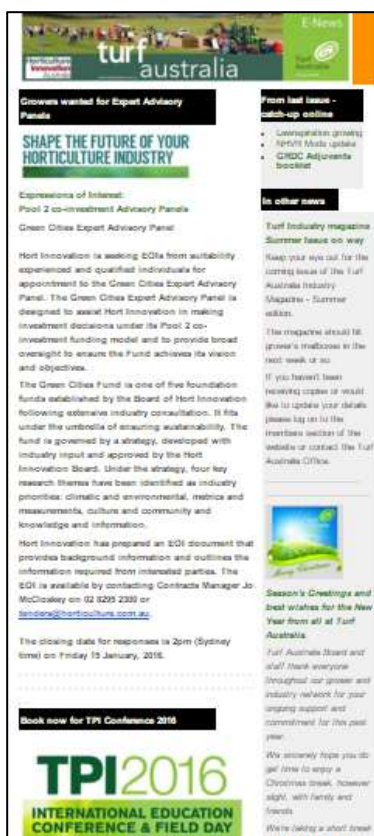 E-News
Horticulture
Innovation
Australia
turf
australia
Turf
Australia
Growers wanted for Expert Advisory
Panels
SHAPE THE FUTURE OF YOUR
HORTICULTURE INDUSTRY
Expressions of Interest:
Pool 2 co-investment Advisory Panels
Green Cities Expert Advisory Panel
Hort Innovation is seeking EOIs from suitability
experienced and qualified individuals for
appointment to the Green Cities Expert Advisory
Panel. The Green Cities Expert Advisory Panel is
designed to assist Hort Innovation in making
investment decisions under its Pool 2 co-
investment funding model and to provide broad
oversight to ensure the Fund achieves its vision
and objectives.
The Green Cities Fund is one of five foundation
funds established by the Board of Hort Innovation
following extensive industry consultation. It fits
under the umbrella of ensuring sustainability. The
fund is governed by a strategy, developed with
industry input and approved by the Hort
Innovation Board. Under the strategy, four key
research themes have been identified as industry
priorities: climatic and environmental, metrics and
measurements, culture and community and
knowledge and information.
Hort Innovation has prepared an EOI document that
provides background information and outlines the
information required from interested parties. The
EOI is available by contacting Contracts Manager Jo
McCloskey on 02 8295 2300 or
tenders@horticulture.com.au.
The closing date for responses is 2pm (Sydney
time) on Friday 15 January, 2016.
Book now for TPI Conference 2016
TPI2016
INTERNATIONAL EDUCATION
CONFERENCE & FIELD DAY
From last issue -
catch-up online
growing
NHVR Mods update
GRDC Adjuvants
booklet
In other news
Turf Industry magazine
Summer Issue on way
Keep your eye out for the
coming issue of the Turf
Australia Industry
Magazine - Summer
edition.
The magazine should hit
grower's mailboxes in the
next week or so.
If you haven't been
receiving copies or would
like to update your details
please log on to the
members section of the
website or contact the Turf
Australia Office.
Merry Christmas
Season's Greetings and
best wishes for the New
Year from all at Turf
Australia.
Turf Australia Board and
staff thank everyone
throughout our grower and
industry network for your
ongoing support and
commitment for this past
year.
We sincerely hope you do
get time to enjoy a
Christmas break, however
slight, with family and
friends.
We're taking a short break